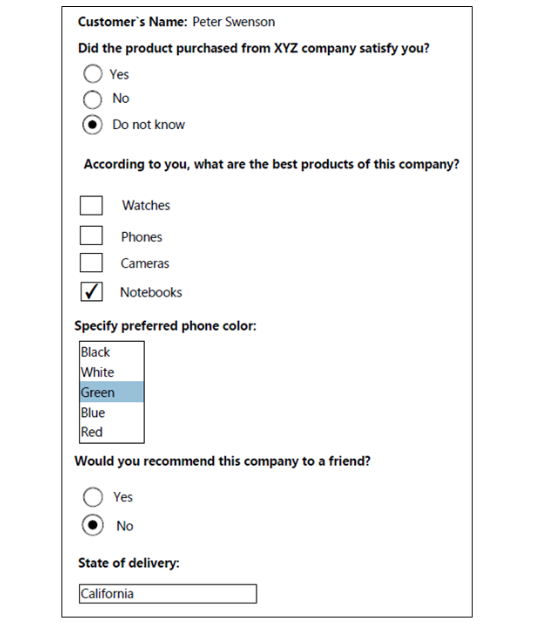 Customer`s Name: Peter Swenson
Did the product purchased from XYZ company satisfy you?
Yes
No
Do not know
According to you, what are the best products of this company?
Watches
Phones
Cameras
Notebooks
Specify preferred phone color:
Black
White
Green
Blue
Red
Would you recommend this company to a friend?
Yes
No
State of delivery:
California